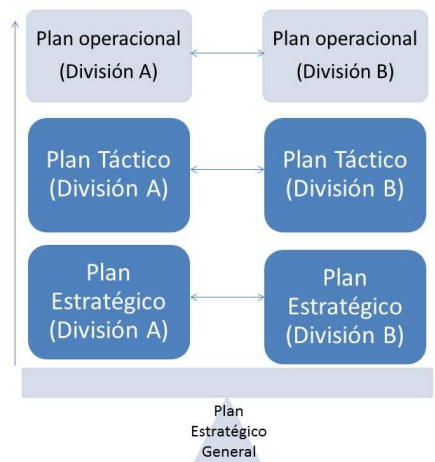 Plan operacional
(División A)
Plan operacional
(División B)
Plan Táctico
(División A)
Plan Táctico
(División B)
Plan
Estratégico
(División A)
Plan
Estratégico
(División B)
Plan
Estratégico
General